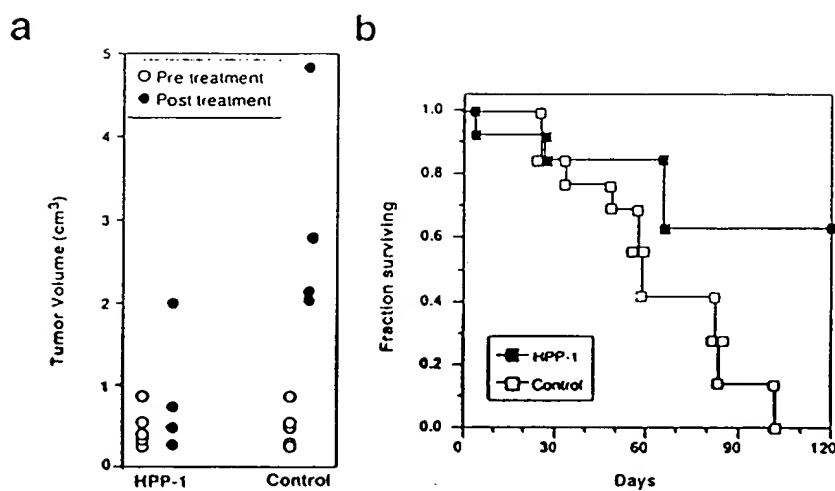 a
b
5
4
3
2
1
0
Tumor Volume (cm³)
Pre treatment
Post treatment
HPP-1 Control
1.0
0.8
0.6
0.4
0.2
0.0
Fraction surviving
HPP-1
Control
0 30 60 90 120
Days